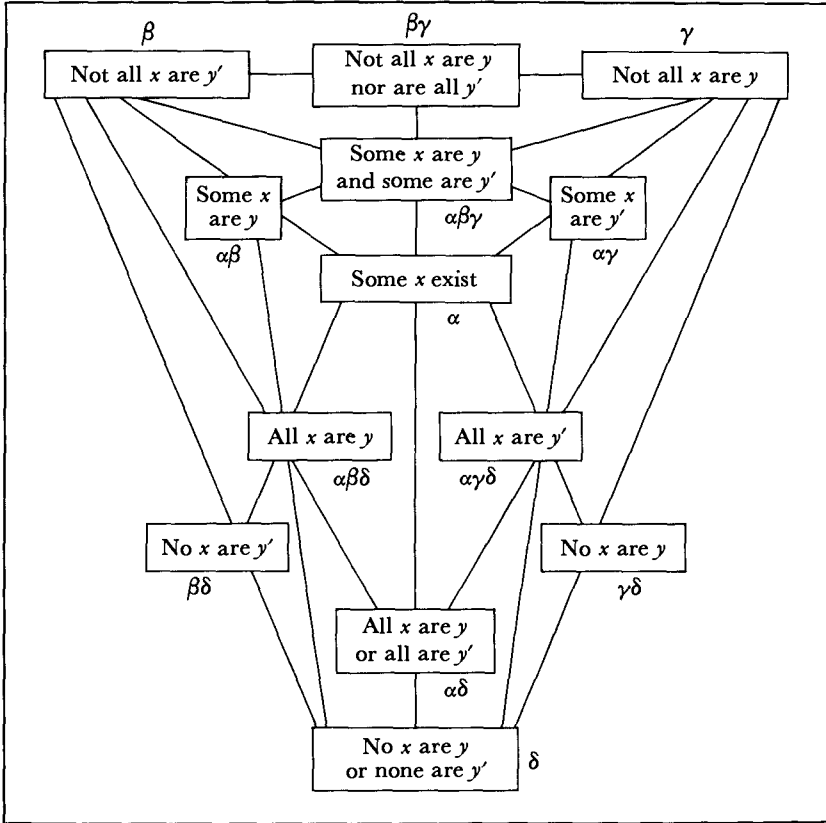 β
βγ
γ
Not all x are y′
Not all x are y
nor are all y′
Not all x are y
Some x are y
and some are y′
αβγ
Some x
are y
αβ
Some x
are y′
αγ
Some x exist
α
All x are y
αβδ
All x are y′
αγδ
No x are y′
βδ
No x are y
γδ
All x are y
or all are y′
αδ
No x are y
or none are y′
δ